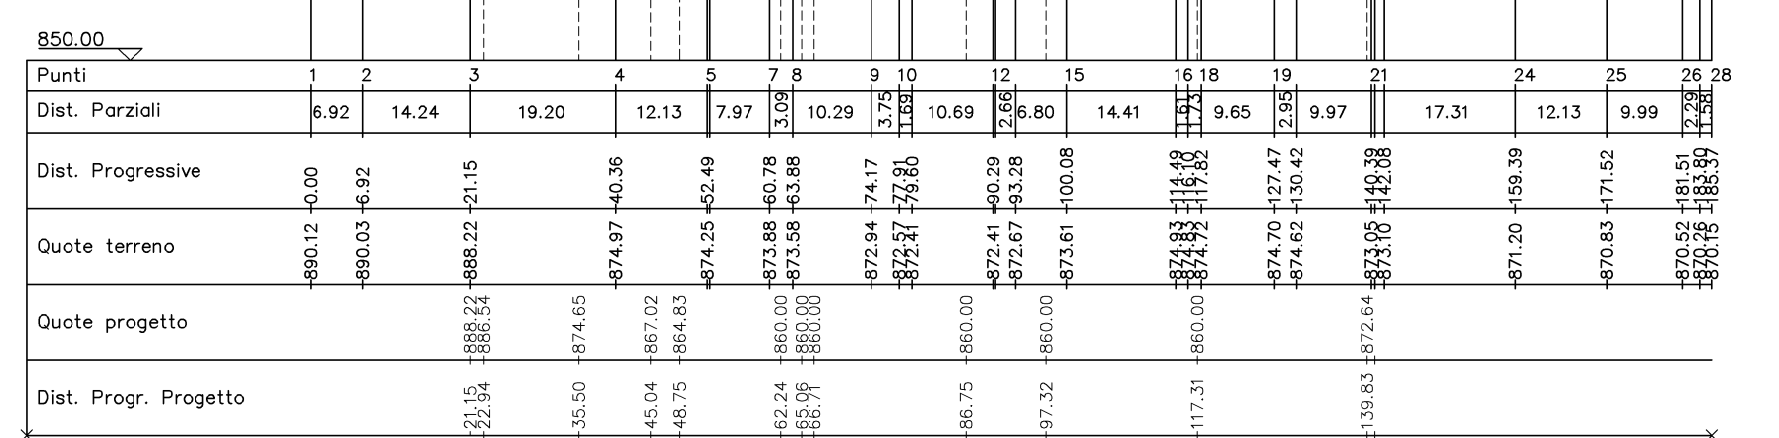 850.00
Punti 1 2 3 4 5 7 8 9 10 12 15 16 18 19 21 24 25 26 28
Dist. Parziali 6.92 14.24 19.20 12.13 7.97 3.09 10.29 3.75 1.69 10.69 2.66 6.80 14.41 1.61 1.73 9.65 2.95 9.97 17.31 12.13 9.99 2.29 1.58
Dist. Progressive 0.00 6.92 21.15 40.36 52.49 60.78 63.88 74.17 77.91 79.60 90.29 93.28 100.08 114.49 116.10 117.82 127.47 130.42 140.39 142.08 159.39 171.52 181.51 183.80 185.37
Quote terreno 890.12 890.03 888.22 874.97 874.25 873.88 873.58 872.94 872.57 872.41 872.41 872.67 873.61 874.93 874.83 874.72 874.70 874.62 873.05 873.10 871.20 870.83 870.52 870.26 870.15
Quote progetto 888.22 886.54 874.65 867.02 864.83 860.00 860.00 860.00 860.00 860.00 860.00 872.64
Dist. Progr. Progetto 21.15 22.94 35.50 45.04 48.75 62.24 65.06 66.71 86.75 97.32 117.31 139.83